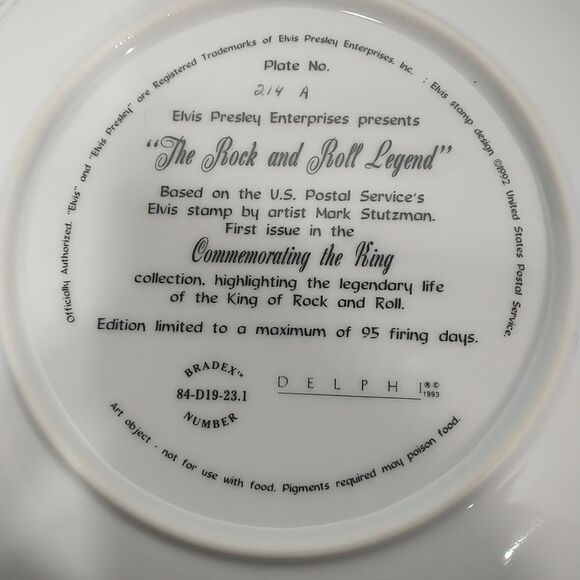 Officially Authorized. "Elvis" and "Elvis Presley" are Registered Trademarks of Elvis Presley Enterprises, Inc. : Elvis stamp design ©1992 United States Postal Service.
Plate No.
214 A
Elvis Presley Enterprises presents
"The Rock and Roll Legend"
Based on the U.S. Postal Service's
Elvis stamp by artist Mark Stutzman.
First issue in the
Commemorating the King
collection, highlighting the legendary life
of the King of Rock and Roll.
Edition limited to a maximum of 95 firing days.
BRADEX™
84-D19-23.1
NUMBER
DELPHI ®©
1993
Art object - not for use with food. Pigments required may poison food.